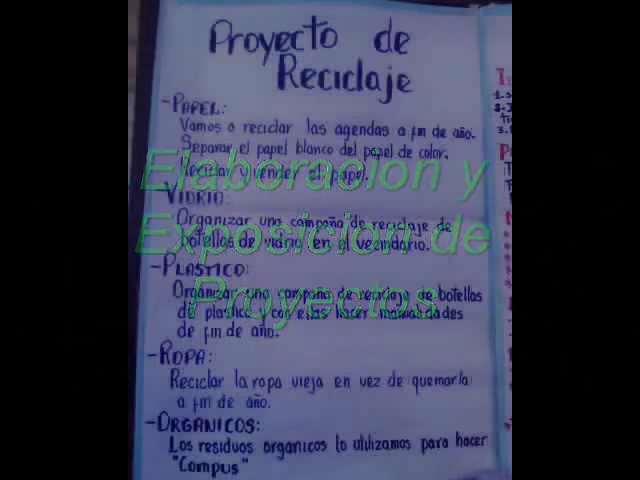 Proyecto de
Reciclaje
-PAPEL:
Vamos a reciclar las agendas a fin de año.
Separar el papel blanco del papel de color.
Reciclar y vender el papel.
VIDRIO:
Organizar una campaña de reciclaje de
botellas de vidrio en el vecindario.
-PLASTICO:
Organizar una campaña de reciclaje de botellas
de plastico y con ellas hacer manualidades
de fin de año.
-ROPA:
Reciclar la ropa vieja en vez de quemarla
a fin de año.
-ORGANICOS:
Los residuos organicos lo utilizamos para hacer
"Compus"
Elaboracion y
Exposicion de
Proyectos